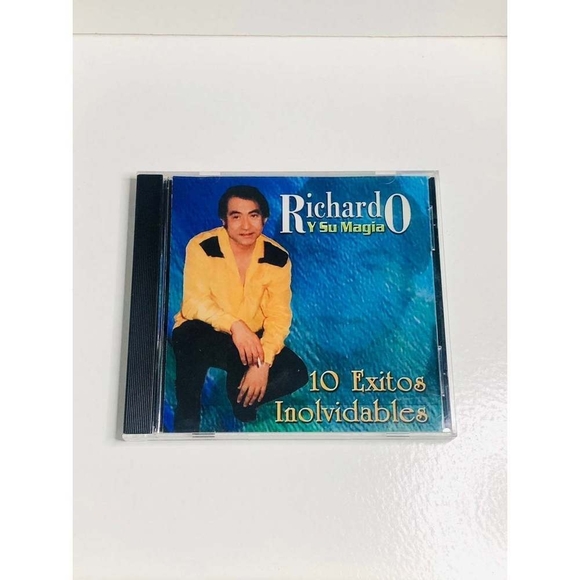 RichardO
Y Su Magia
10 Exitos
Inolvidables